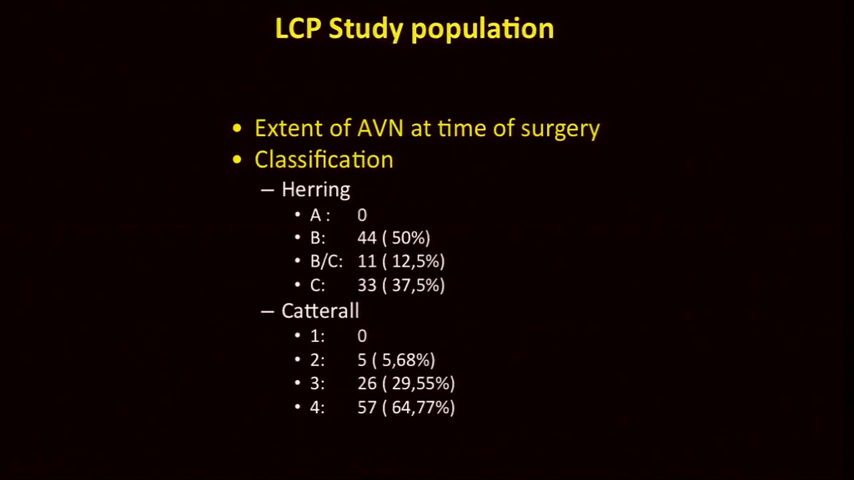 LCP Study population
• Extent of AVN at time of surgery
• Classification
– Herring
• A : 0
• B: 44 ( 50%)
• B/C: 11 ( 12,5%)
• C: 33 ( 37,5%)
– Catterall
• 1: 0
• 2: 5 ( 5,68%)
• 3: 26 ( 29,55%)
• 4: 57 ( 64,77%)